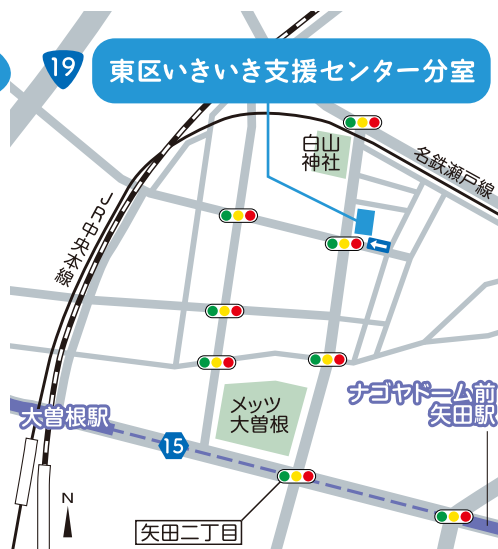 19
東区いきいき支援センター分室
白山
神社
名鉄瀬戸線
JR中央本線
メッツ
大曽根
ナゴヤドーム前
矢田駅
大曽根駅
15
N
矢田二丁目